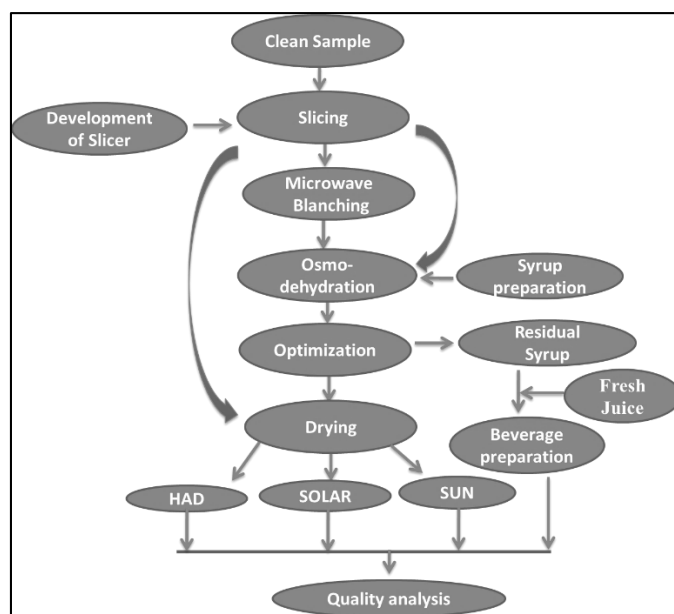 Clean Sample
Development
of Slicer
Slicing
Microwave
Blanching
Osmo-
dehydration
Syrup
preparation
Optimization
Residual
Syrup
Fresh
Juice
Drying
Beverage
preparation
HAD
SOLAR
SUN
Quality analysis